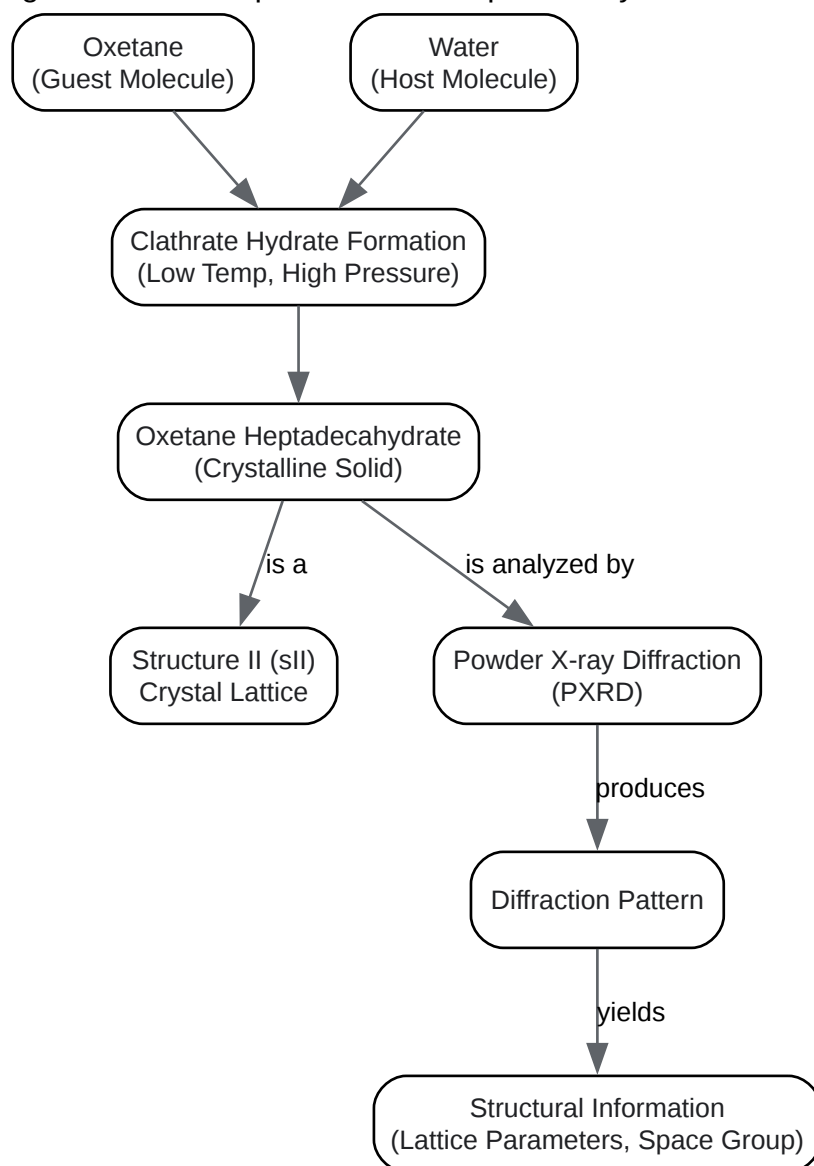 Oxetane
(Guest Molecule)
Water
(Host Molecule)
Clathrate Hydrate Formation
(Low Temp, High Pressure)
Oxetane Heptadecahydrate
(Crystalline Solid)
is a
is analyzed by
Structure II (sII)
Crystal Lattice
Powder X-ray Diffraction
(PXRD)
produces
Diffraction Pattern
yields
Structural Information
(Lattice Parameters, Space Group)